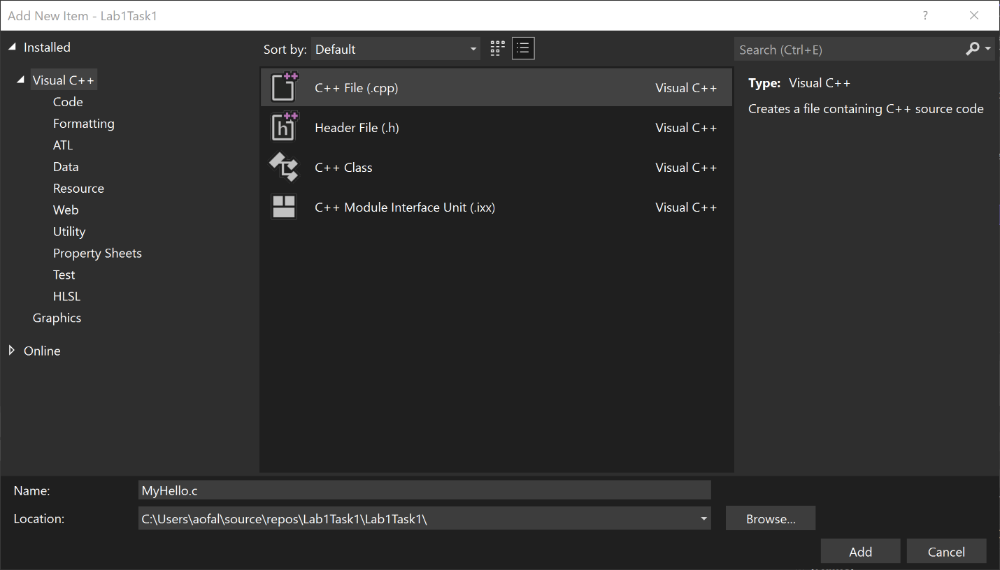 Add New Item - Lab1Task1
?
Installed
Visual C++
Code
Formatting
ATL
Data
Resource
Web
Utility
Property Sheets
Test
HLSL
Graphics
Online
Sort by: Default
C++ File (.cpp) Visual C++
Header File (.h) Visual C++
C++ Class Visual C++
C++ Module Interface Unit (.ixx) Visual C++
Search (Ctrl+E)
Type: Visual C++
Creates a file containing C++ source code
Name: MyHello.c
Location: C:\Users\aofal\source\repos\Lab1Task1\Lab1Task1\
Browse...
Add Cancel